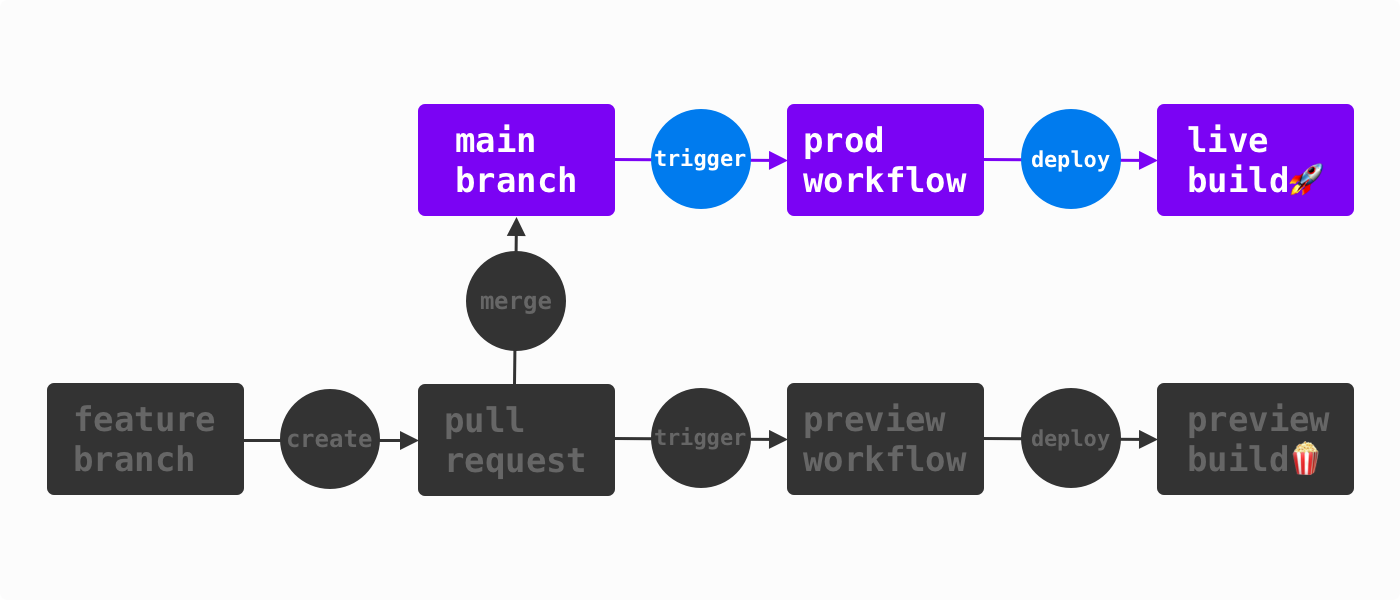 main
branch
trigger
prod
workflow
deploy
live
build🚀
merge
feature
branch
create
pull
request
trigger
preview
workflow
deploy
preview
build🍿